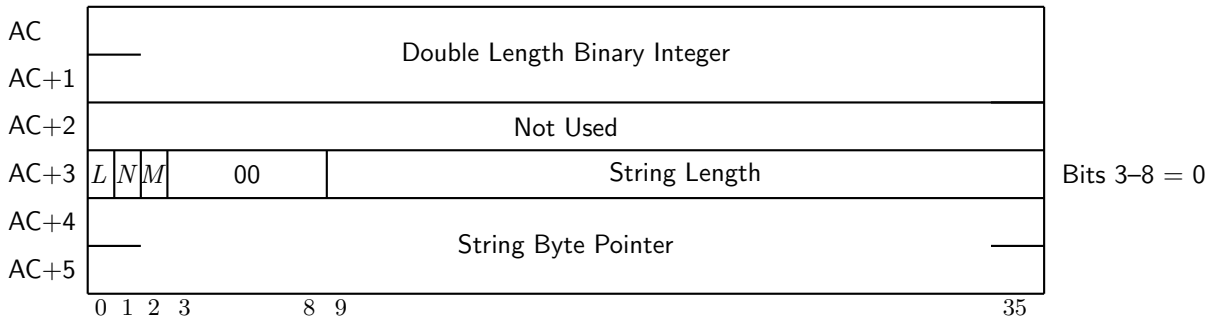 AC
Double Length Binary Integer
AC+1
AC+2 Not Used
AC+3 L N M 00 String Length Bits 3–8 = 0
AC+4
String Byte Pointer
AC+5
0 1 2 3 8 9 35